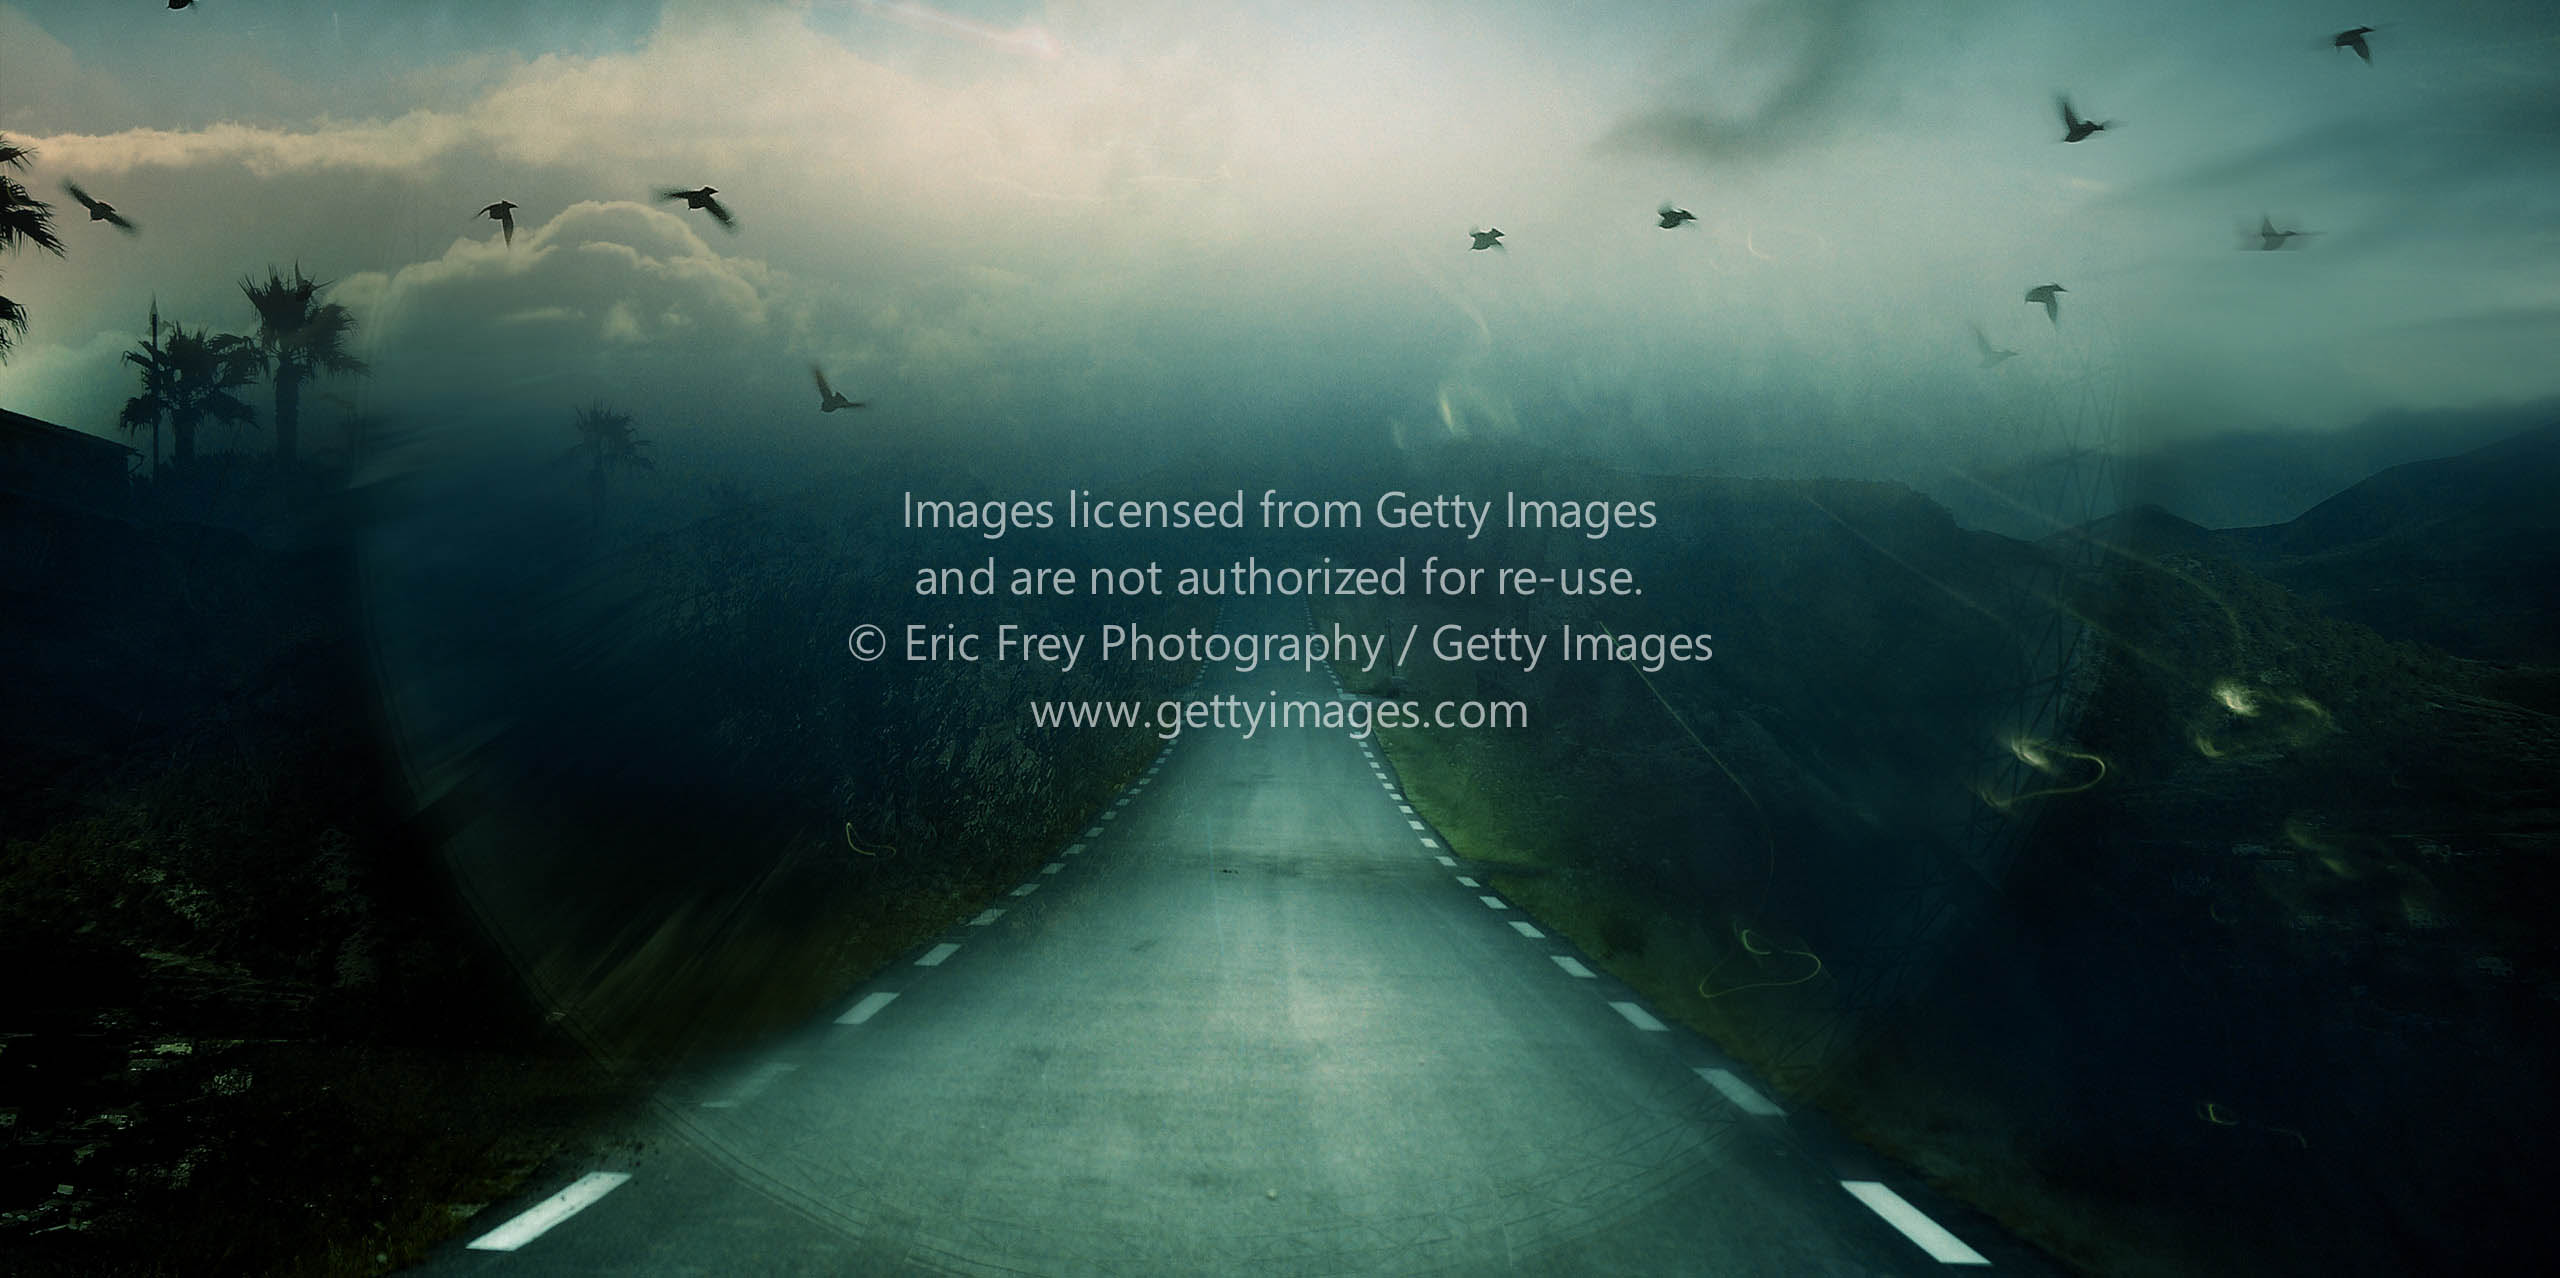 Images licensed from Getty Images
and are not authorized for re-use.
© Eric Frey Photography / Getty Images
www.gettyimages.com